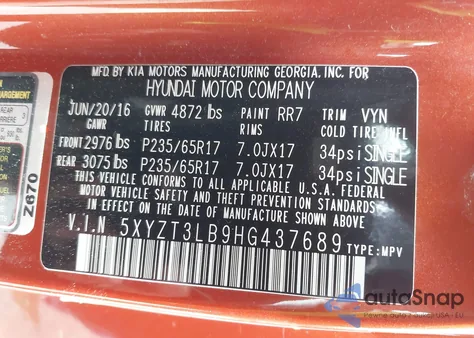 MFD. BY KIA MOTORS MANUFACTURING GEORGIA, INC. FOR
HYUNDAI MOTOR COMPANY
JUN/20/16 GVWR 4872 lbs PAINT RR7 TRIM VYN
GAWR TIRES RIMS COLD TIRE INFL
FRONT 2976 lbs P235/65R17 7.0JX17 34psi SINGLE
REAR 3075 lbs P235/65R17 7.0JX17 34psi SINGLE
THIS VEHICLE CONFORMS TO ALL APPLICABLE U.S.A. FEDERAL
MOTOR VEHICLE SAFETY, BUMPER, AND THEFT PREVENTION
STANDARDS IN EFFECT ON THE DATE OF MANUFACTURE SHOWN ABOVE.
V.I.N 5XYZT3LB9HG437689 TYPE: MPV
Z670
autoSnap